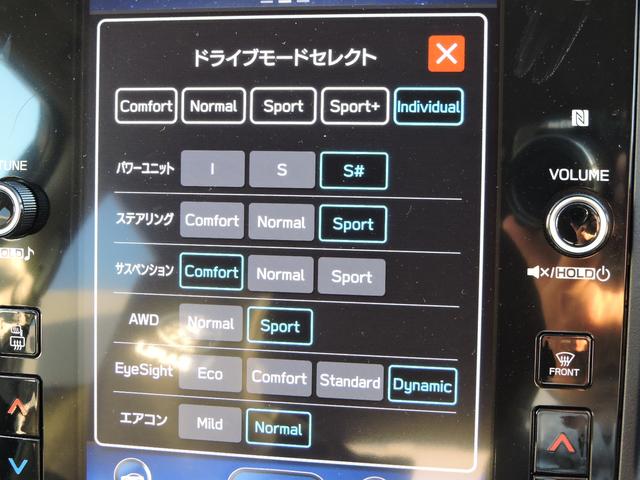 ドライブモードセレクト
Comfort Normal Sport Sport+ Individual
パワーユニット I S S#
ステアリング Comfort Normal Sport
サスペンション Comfort Normal Sport
AWD Normal Sport
EyeSight Eco Comfort Standard Dynamic
エアコン Mild Normal
TUNE
HOLD
VOLUME
HOLD
FRONT